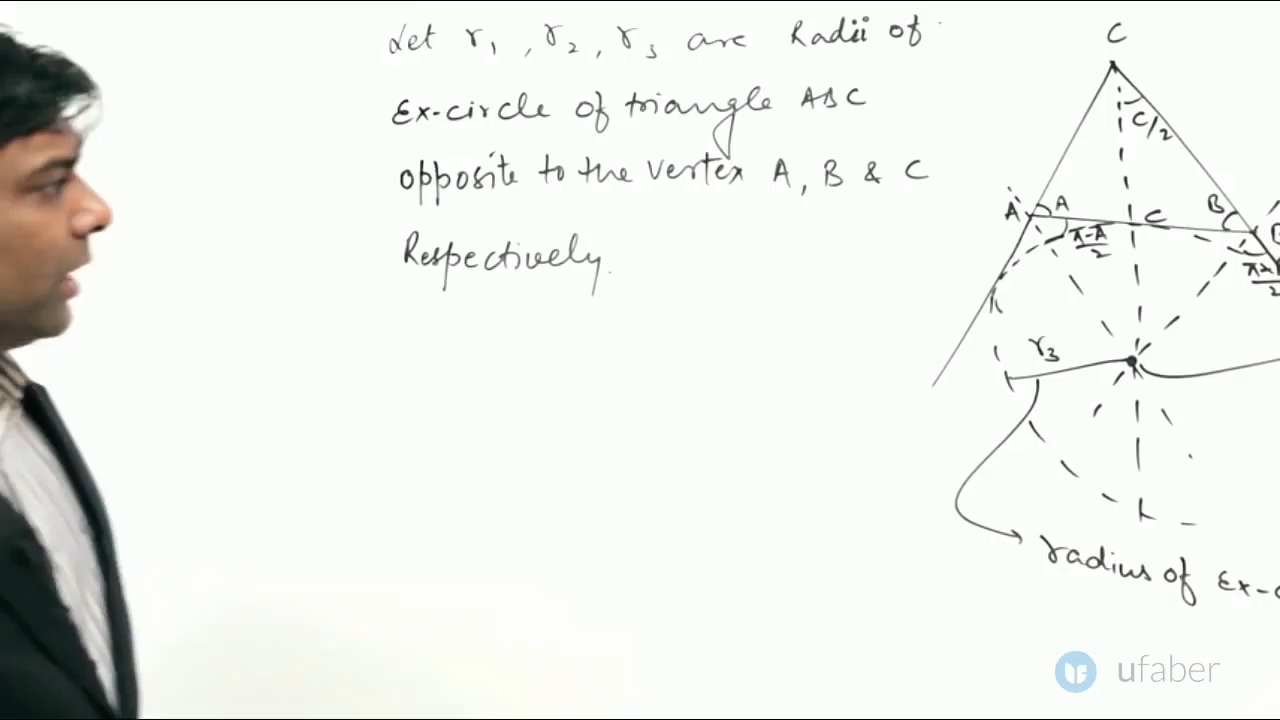 Let r1, r2, r3 are Radii of
Ex-circle of triangle ABC
opposite to the vertex A, B & C
Respectively.
C
C/2
A
A
C
B
π-A/2
r3
radius of Ex-
ufaber